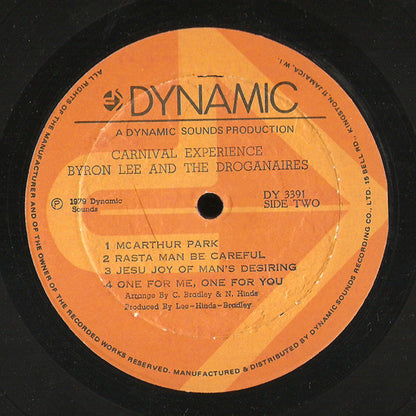 DYNAMIC
A DYNAMIC SOUNDS PRODUCTION
CARNIVAL EXPERIENCE
BYRON LEE AND THE DROGANAIRES
℗ 1979 Dynamic
Sounds
DY 3391
SIDE TWO
1 MCARTHUR PARK
2 RASTA MAN BE CAREFUL
3 JESU JOY OF MAN'S DESIRING
4 ONE FOR ME, ONE FOR YOU
Arrange By C. Bradley & N. Hinds
Produced By Lee-Hinds-Bradley
ALL RIGHTS OF THE MANUFACTURER AND OF THE OWNER OF THE RECORDED WORKS RESERVED. MANUFACTURED & DISTRIBUTED BY DYNAMIC SOUNDS RECORDING CO., LTD. 15 BELL RD., KINGSTON, 11 JAMAICA, W.I.